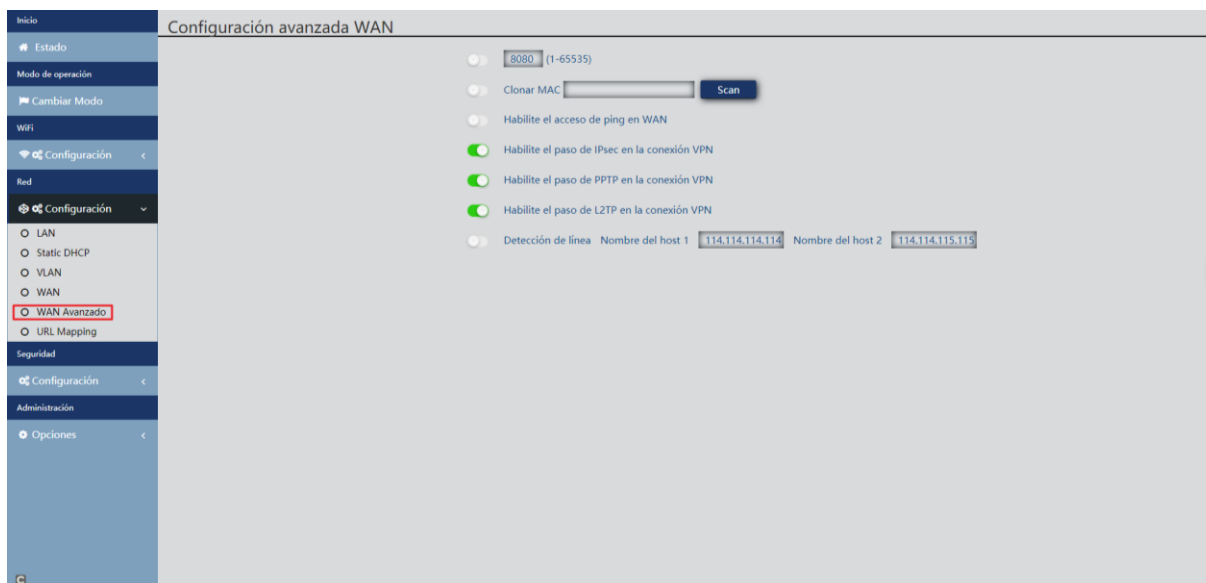 Inicio
Estado
Modo de operación
Cambiar Modo
WiFi
Configuración
Red
Configuración
LAN
Static DHCP
VLAN
WAN
WAN Avanzado
URL Mapping
Seguridad
Configuración
Administración
Opciones
Configuración avanzada WAN
8080 (1-65535)
Clonar MAC Scan
Habilite el acceso de ping en WAN
Habilite el paso de IPsec en la conexión VPN
Habilite el paso de PPTP en la conexión VPN
Habilite el paso de L2TP en la conexión VPN
Detección de línea Nombre del host 1 114.114.114.114 Nombre del host 2 114.114.115.115